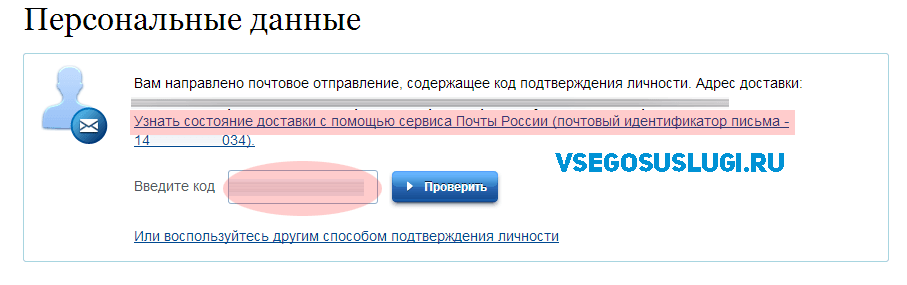 Персональные данные
Вам направлено почтовое отправление, содержащее код подтверждения личности. Адрес доставки:
Узнать состояние доставки с помощью сервиса Почты России (почтовый идентификатор письма -
14 034).
VSEGOSUSLUGI.RU
Введите код
Проверить
Или воспользуйтесь другим способом подтверждения личности